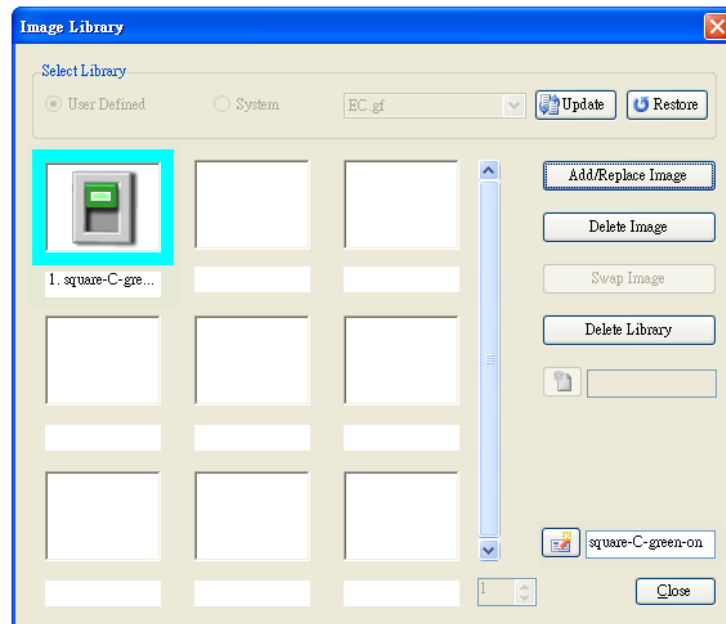 Image Library
Select Library
User Defined
System
EC.gf
Update
Restore
Add/Replace Image
Delete Image
1. square-C-gre...
Swap Image
Delete Library
square-C-green-on
1
Close